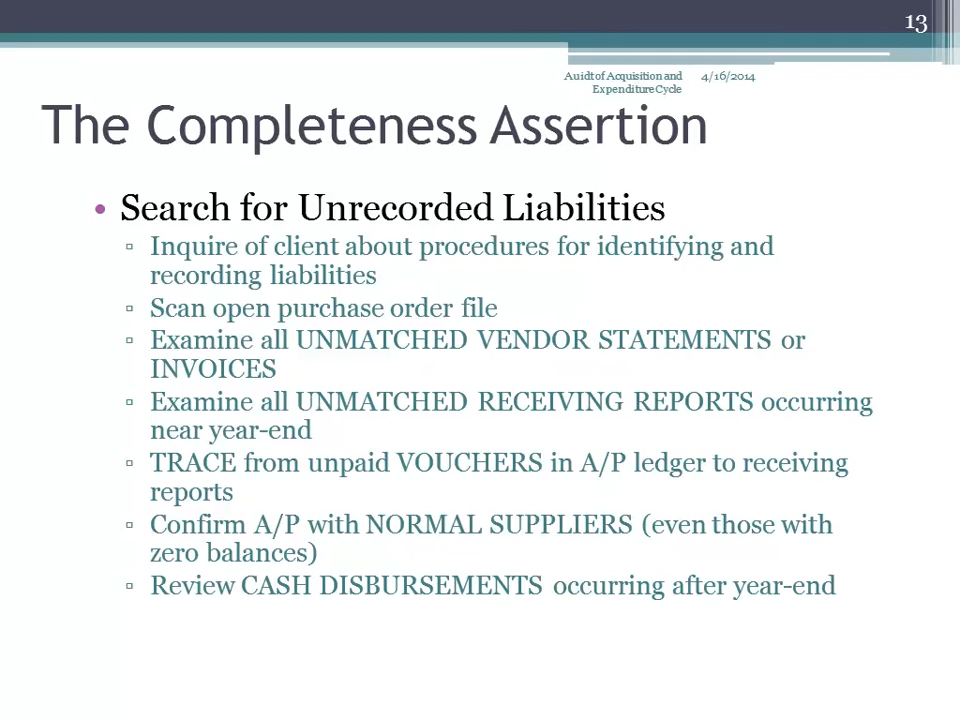 13
Auidt of Acquisition and 4/16/2014
Expenditure Cycle
The Completeness Assertion
• Search for Unrecorded Liabilities
▫ Inquire of client about procedures for identifying and
recording liabilities
▫ Scan open purchase order file
▫ Examine all UNMATCHED VENDOR STATEMENTS or
INVOICES
▫ Examine all UNMATCHED RECEIVING REPORTS occurring
near year-end
▫ TRACE from unpaid VOUCHERS in A/P ledger to receiving
reports
▫ Confirm A/P with NORMAL SUPPLIERS (even those with
zero balances)
▫ Review CASH DISBURSEMENTS occurring after year-end